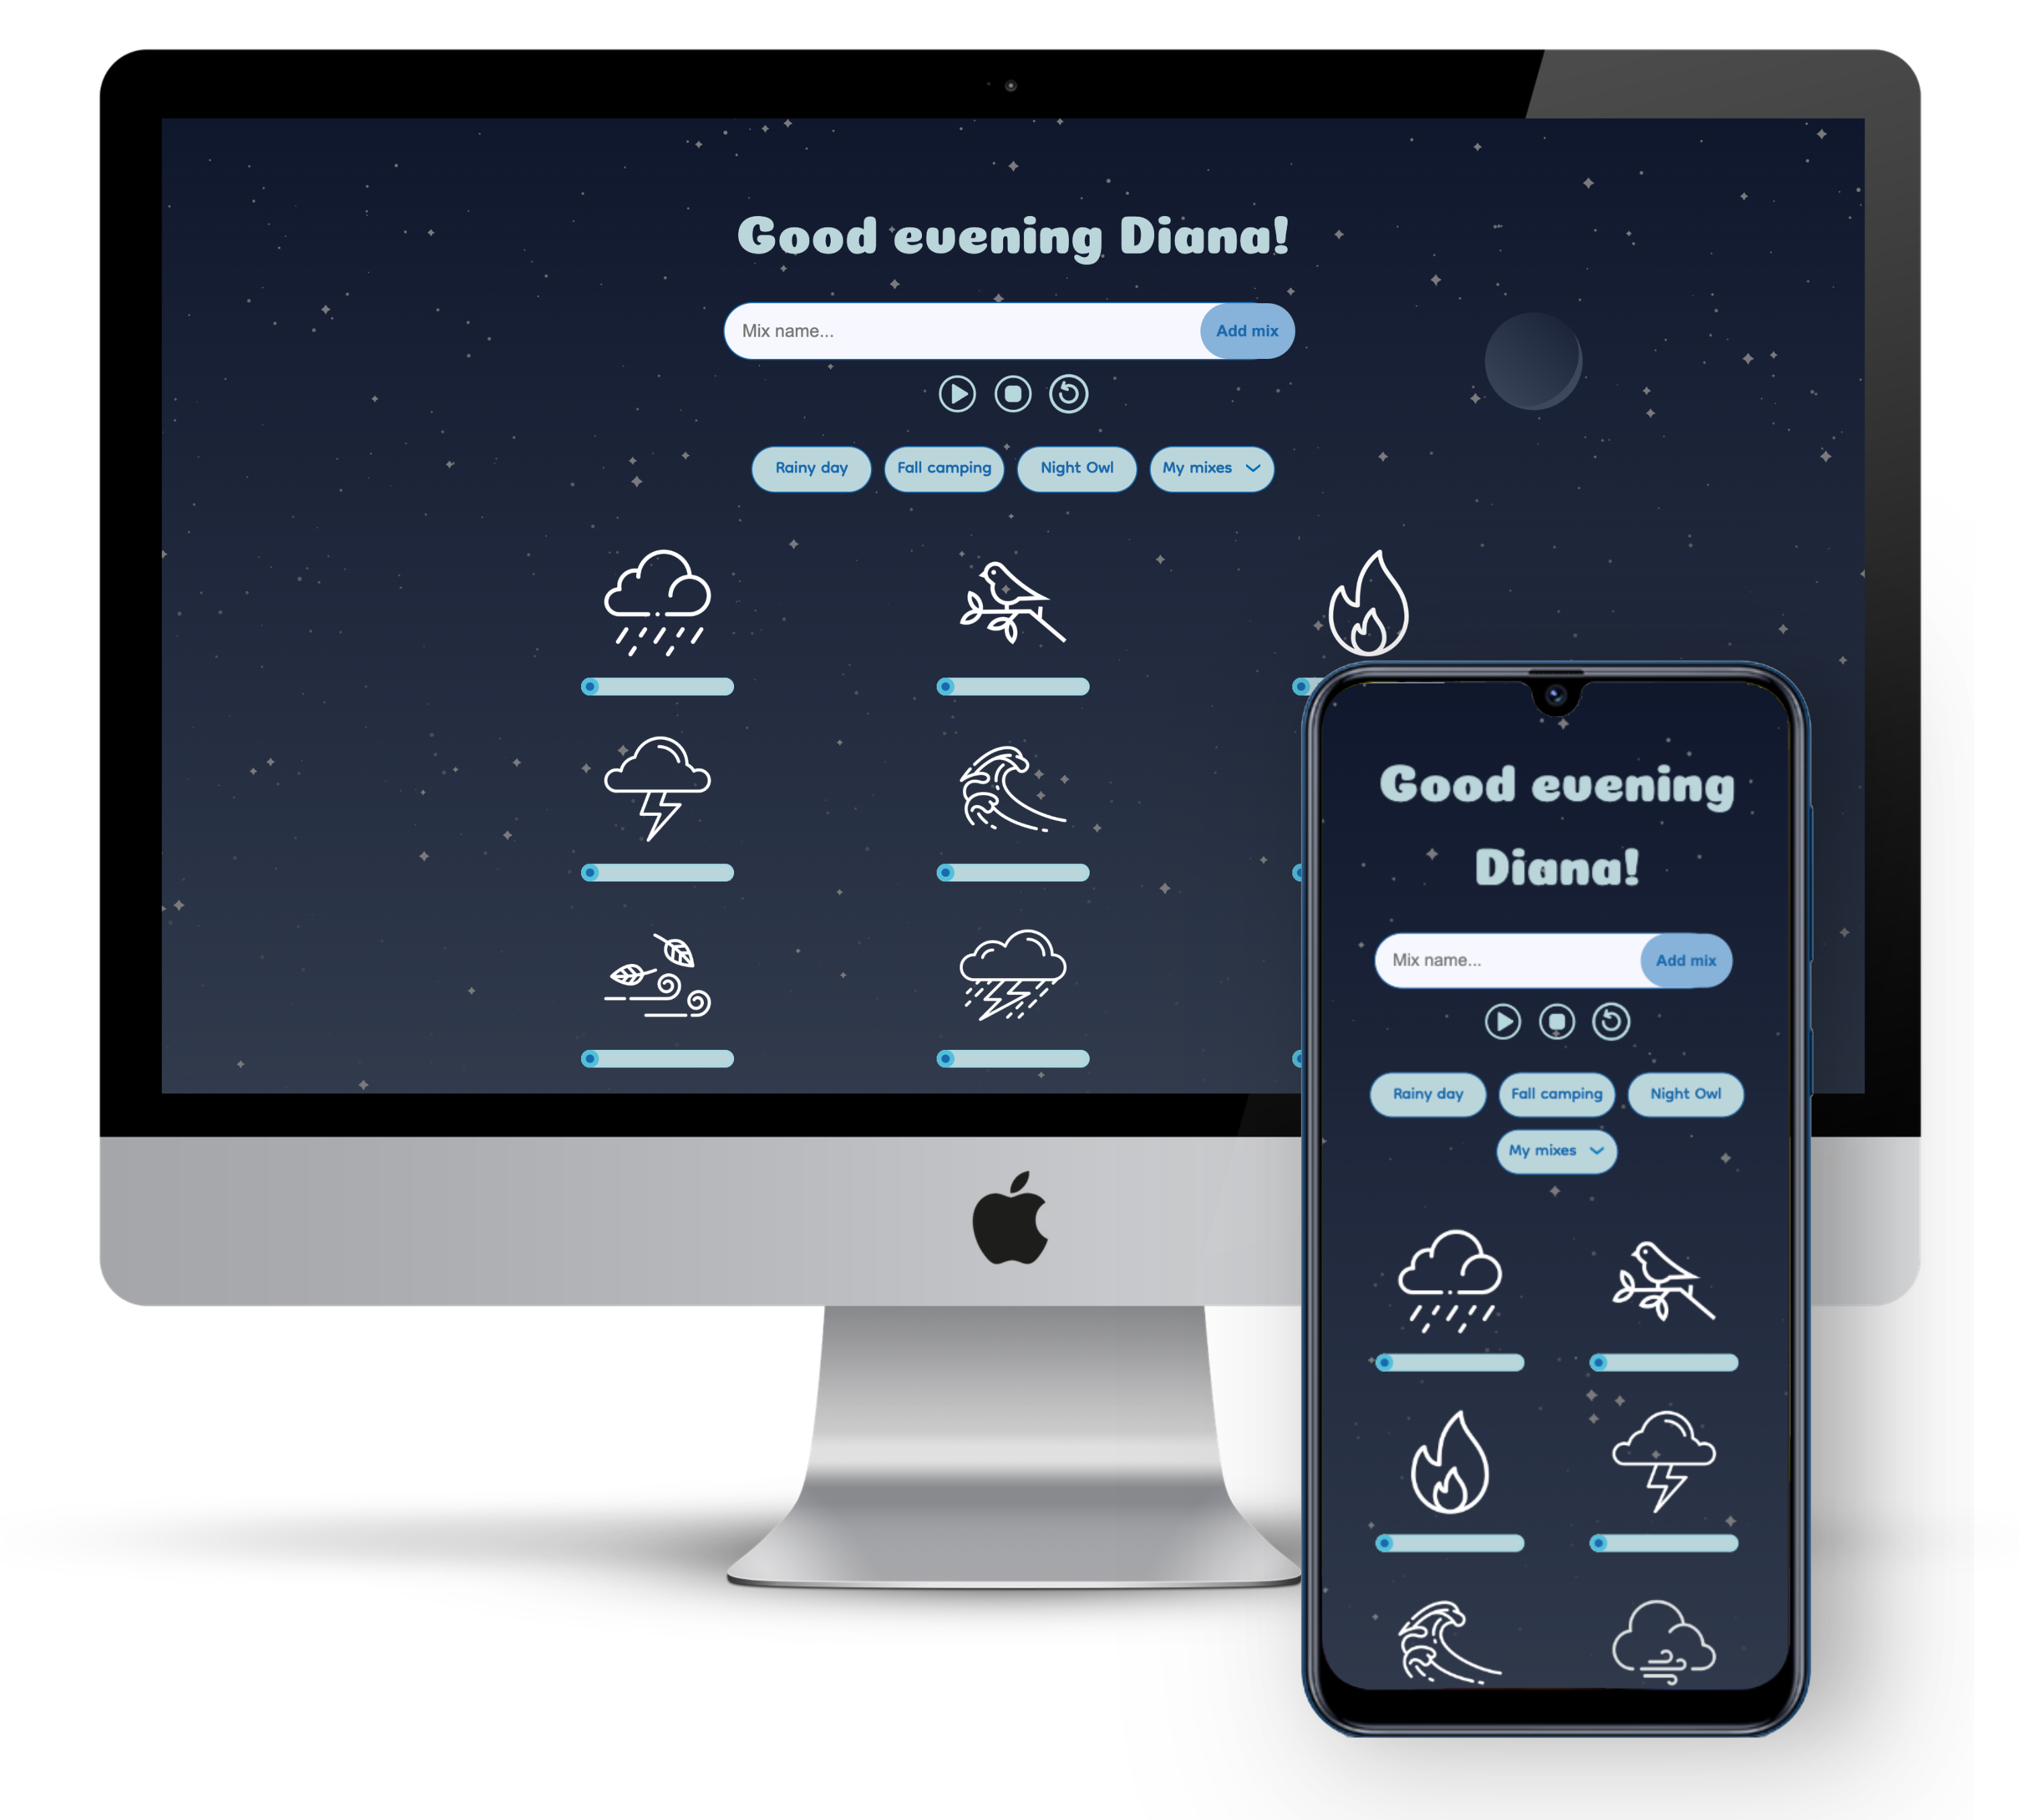 Good evening Diana!
Mix name...
Add mix
Rainy day
Fall camping
Night Owl
My mixes
Good evening
Diana!
Mix name...
Add mix
Rainy day
Fall camping
Night Owl
My mixes